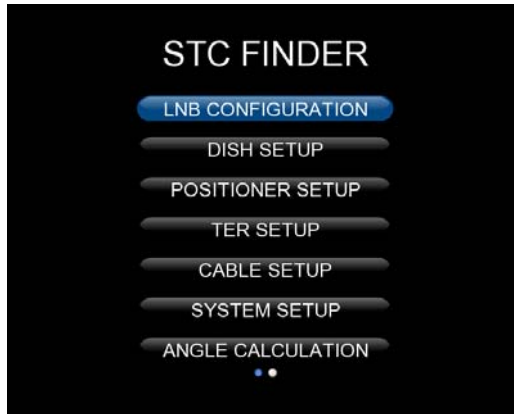 STC FINDER
LNB CONFIGURATION
DISH SETUP
POSITIONER SETUP
TER SETUP
CABLE SETUP
SYSTEM SETUP
ANGLE CALCULATION